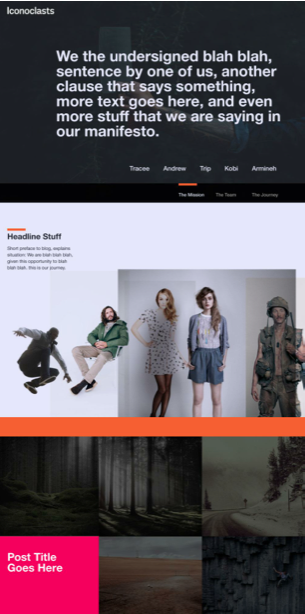 Iconoclasts
We the undersigned blah blah,
sentence by one of us, another
clause that says something,
more text goes here, and even
more stuff that we are saying in
our manifesto.
Tracee Andrew Trip Kobi Armineh
The Mission The Team The Journey
Headline Stuff
Short preface to blog, explains
situation: We are blah blah blah,
given this opportunity to blah
blah blah. this is our journey.
Post Title
Goes Here